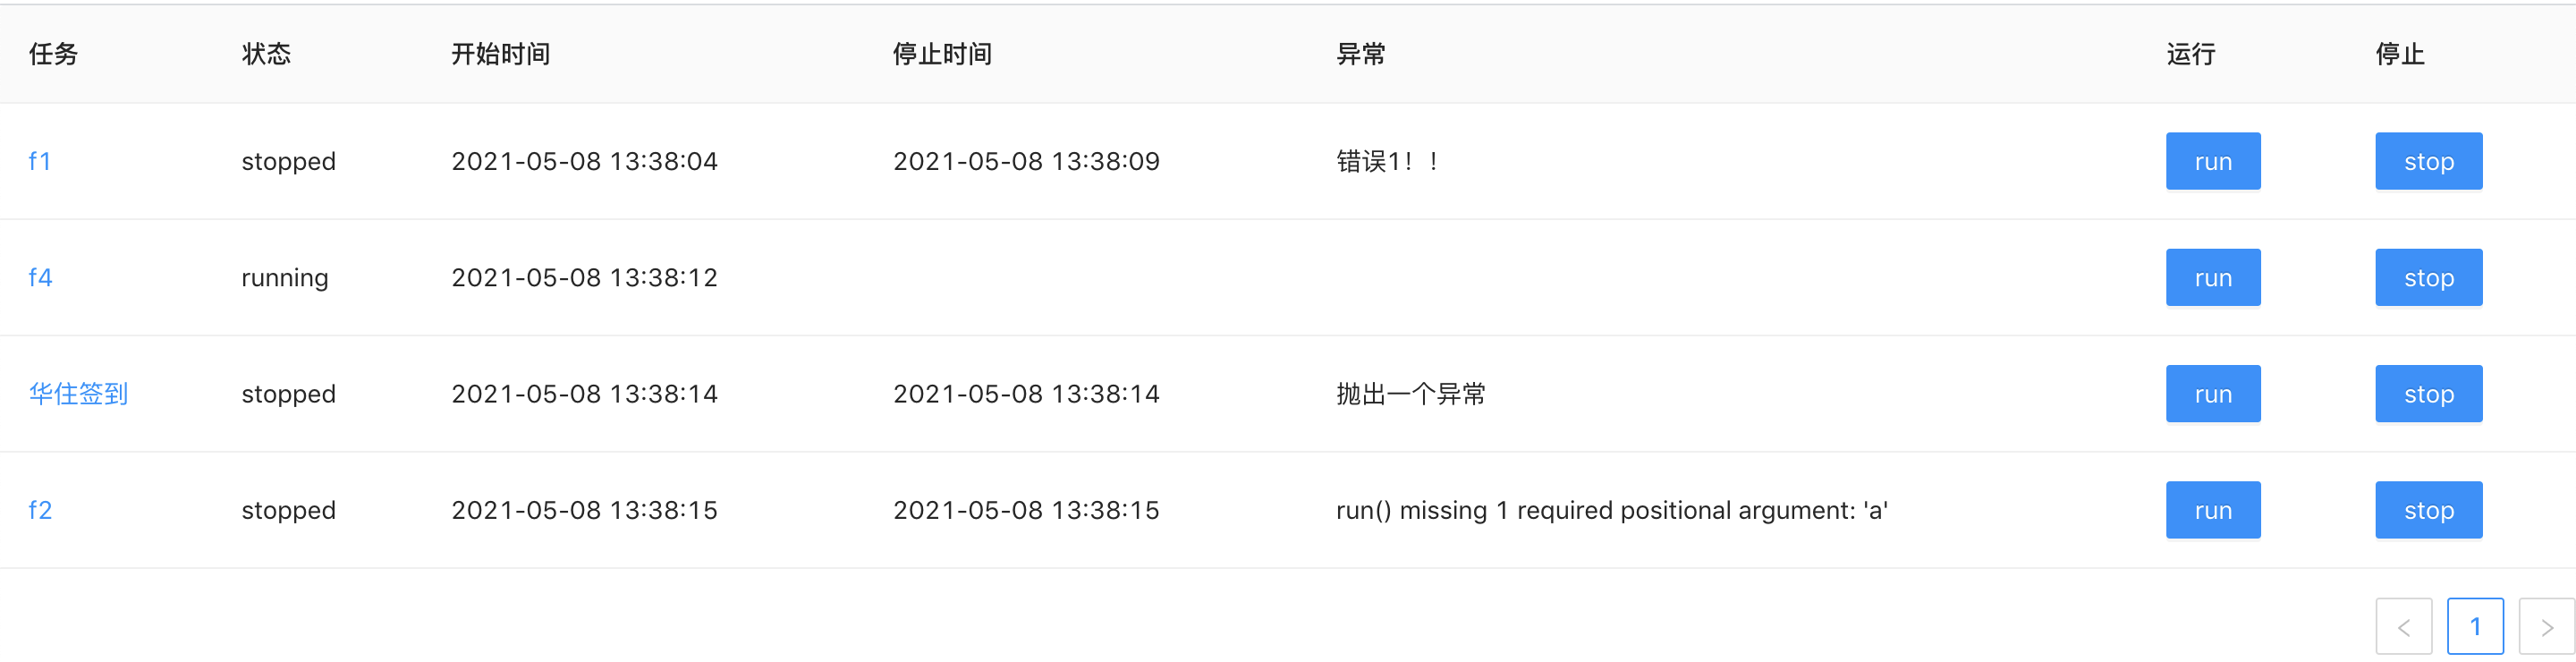 任务 状态 开始时间 停止时间 异常 运行 停止
f1 stopped 2021-05-08 13:38:04 2021-05-08 13:38:09 错误1！！ run stop
f4 running 2021-05-08 13:38:12 run stop
华住签到 stopped 2021-05-08 13:38:14 2021-05-08 13:38:14 抛出一个异常 run stop
f2 stopped 2021-05-08 13:38:15 2021-05-08 13:38:15 run() missing 1 required positional argument: 'a' run stop
< 1 >